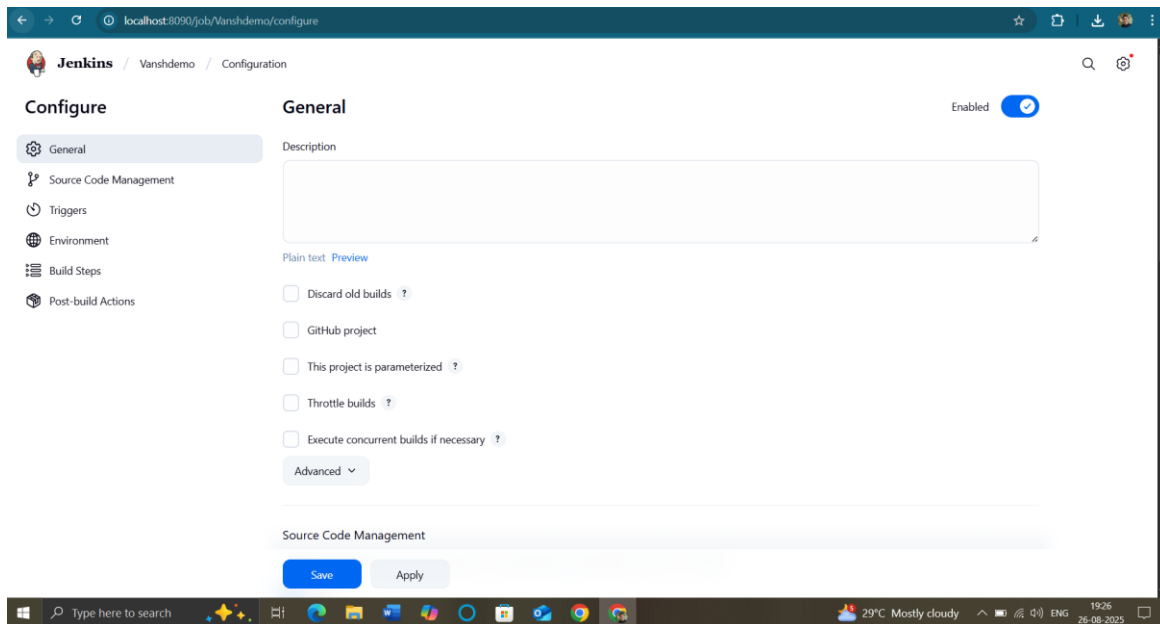 localhost:8090/job/Vanshdemo/configure
Jenkins / Vanshdemo / Configuration
Configure
General
Source Code Management
Triggers
Environment
Build Steps
Post-build Actions
General
Enabled
Description
Plain text Preview
Discard old builds ?
GitHub project
This project is parameterized ?
Throttle builds ?
Execute concurrent builds if necessary ?
Advanced
Source Code Management
Save Apply
Type here to search
29°C Mostly cloudy
ENG
19:26
26-08-2025